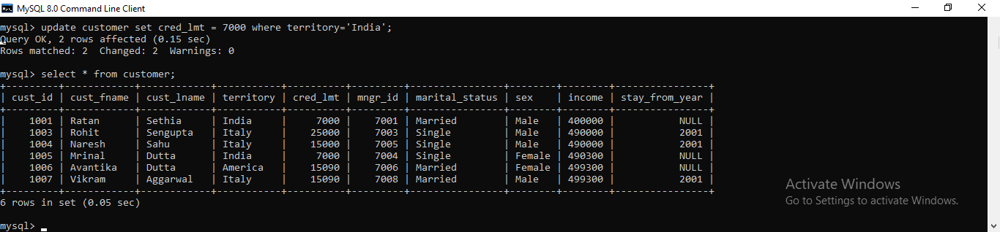 MySQL 8.0 Command Line Client
mysql> update customer set cred_lmt = 7000 where territory='India';
Query OK, 2 rows affected (0.15 sec)
Rows matched: 2  Changed: 2  Warnings: 0
mysql> select * from customer;
+---------+------------+------------+-----------+----------+---------+----------------+--------+--------+----------------+
| cust_id | cust_fname | cust_lname | territory | cred_lmt | mngr_id | marital_status | sex    | income | stay_from_year |
+---------+------------+------------+-----------+----------+---------+----------------+--------+--------+----------------+
|    1001 | Ratan      | Sethia     | India     |     7000 |    7001 | Married        | Male   | 400000 |           NULL |
|    1003 | Rohit      | Sengupta   | Italy     |    25000 |    7003 | Single         | Male   | 490000 |           2001 |
|    1004 | Naresh     | Sahu       | Italy     |    15000 |    7005 | Single         | Male   | 490000 |           2001 |
|    1005 | Mrinal     | Dutta      | India     |     7000 |    7004 | Single         | Female | 490300 |           NULL |
|    1006 | Avantika   | Dutta      | America   |    15090 |    7006 | Married        | Female | 499300 |           NULL |
|    1007 | Vikram     | Aggarwal   | Italy     |    15090 |    7008 | Married        | Male   | 499300 |           2001 |
+---------+------------+------------+-----------+----------+---------+----------------+--------+--------+----------------+
6 rows in set (0.05 sec)
mysql>
Activate Windows
Go to Settings to activate Windows.